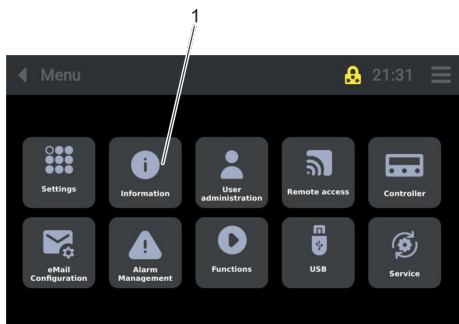 1
Menu 21:31
Settings Information User administration Remote access Controller
eMail Configuration Alarm Management Functions USB Service